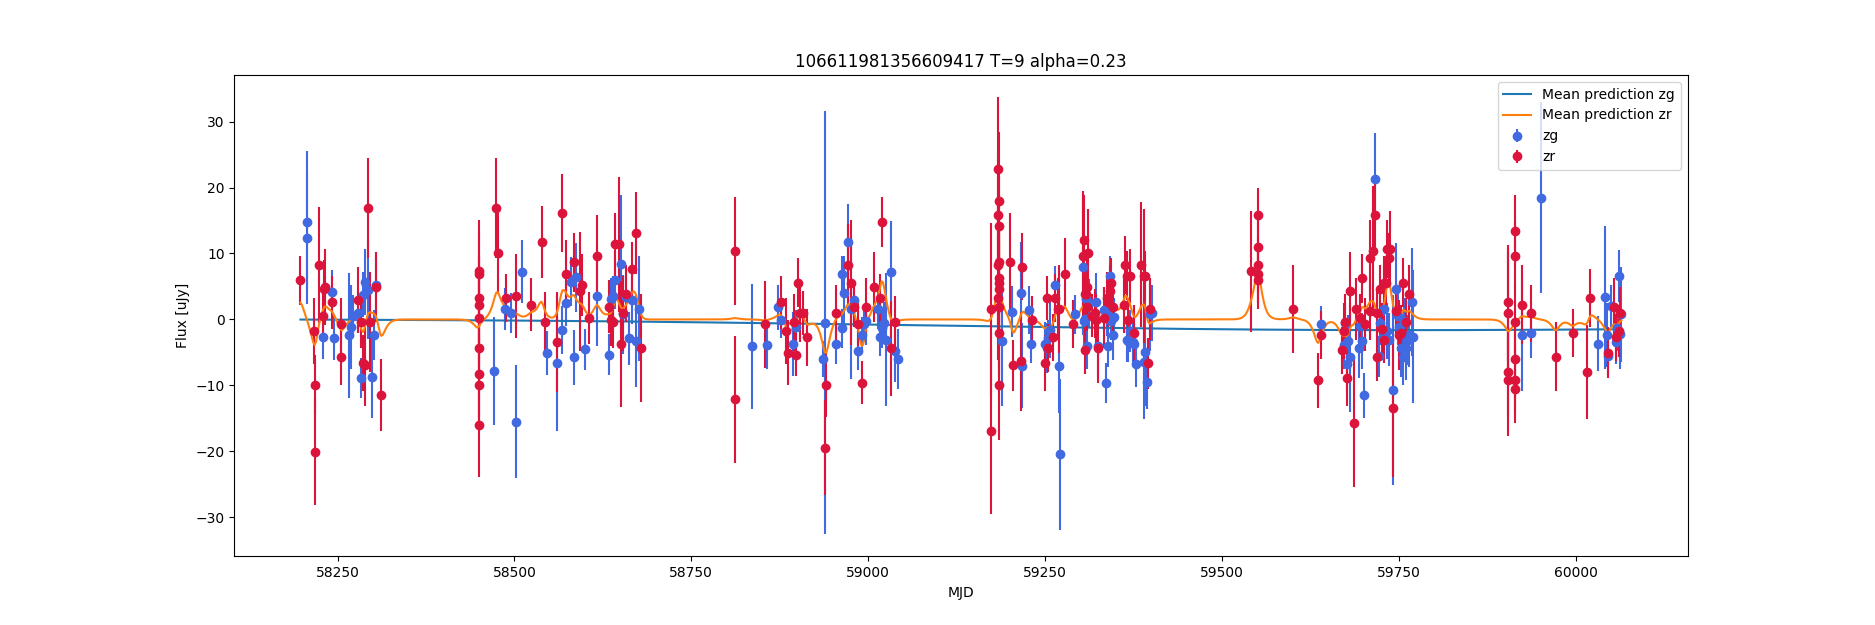 106611981356609417 T=9 alpha=0.23
Mean prediction zg
Mean prediction zr
zg
zr
Flux [uJy]
30
20
10
0
−10
−20
−30
58250 58500 58750 59000 59250 59500 59750 60000
MJD